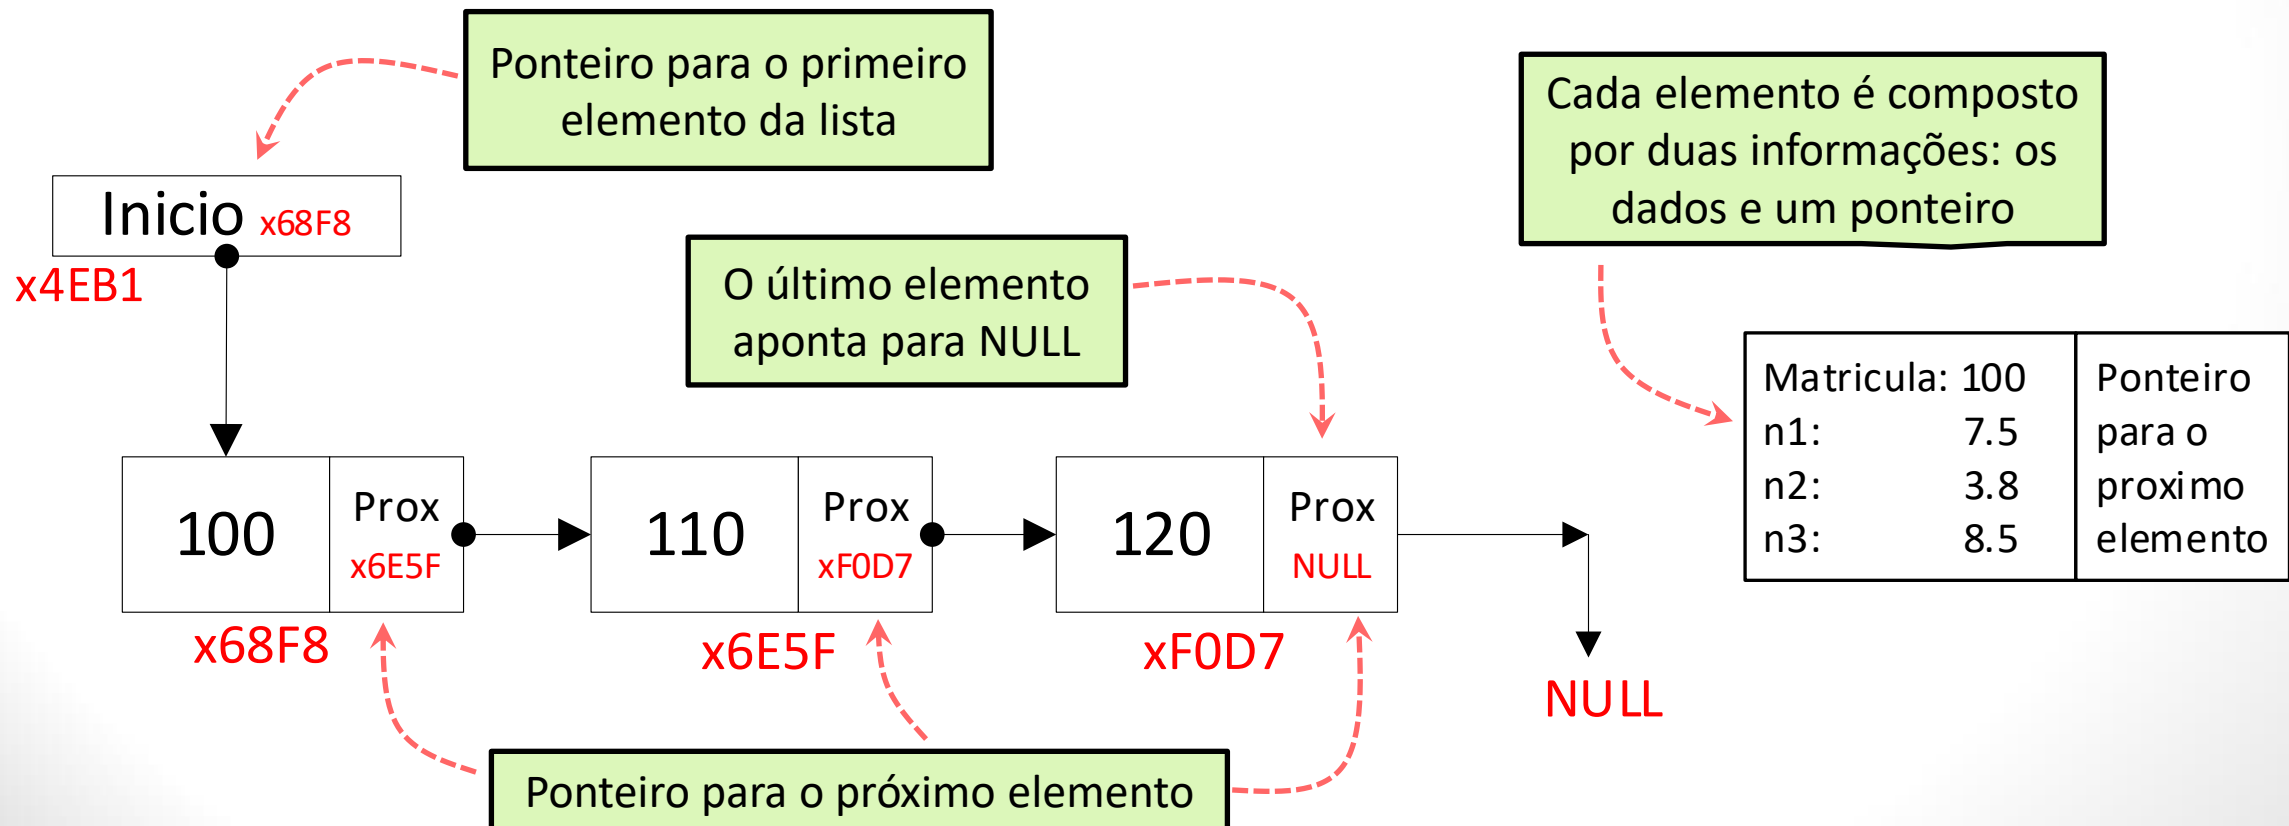 Ponteiro para o primeiro
elemento da lista
Cada elemento é composto
por duas informações: os
dados e um ponteiro
Inicio x68F8
x4EB1
O último elemento
aponta para NULL
Matricula: 100 Ponteiro
n1: 7.5 para o
n2: 3.8 proximo
n3: 8.5 elemento
100 Prox 110 Prox 120 Prox
x6E5F xF0D7 NULL
x68F8 x6E5F xF0D7
NULL
Ponteiro para o próximo elemento